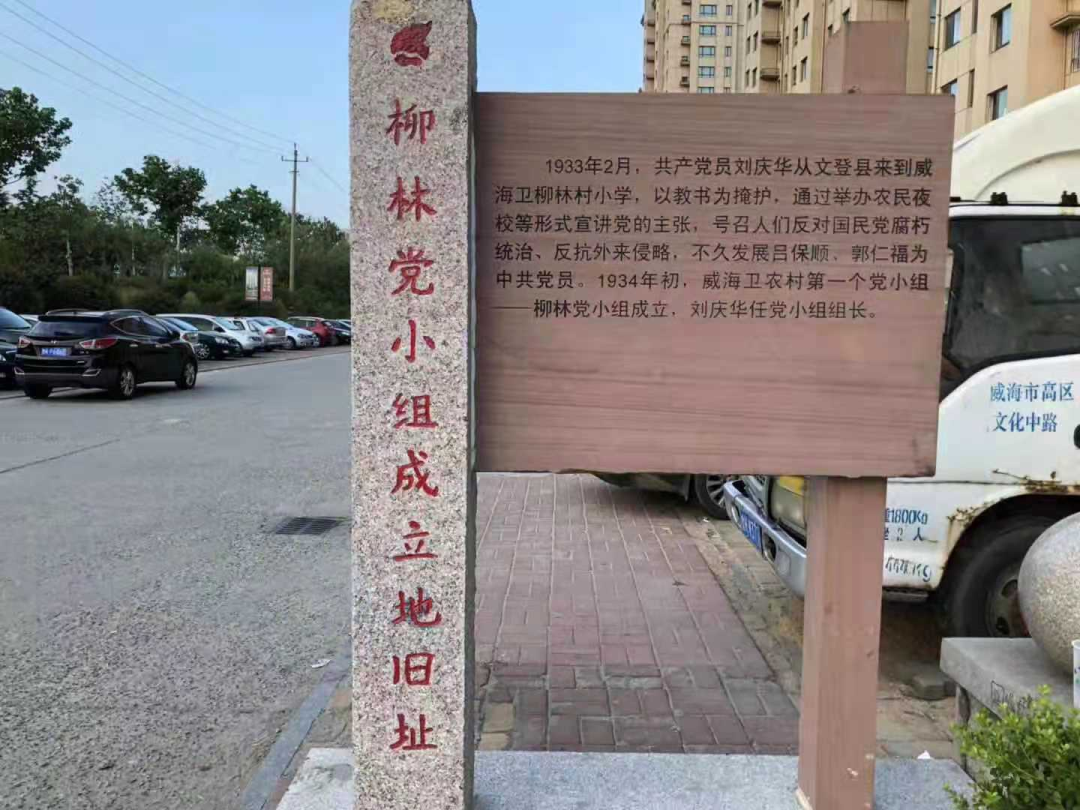 柳林党小组成立地旧址
1933年2月，共产党员刘庆华从文登县来到威
海卫柳林村小学，以教书为掩护，通过举办农民夜
校等形式宣讲党的主张，号召人们反对国民党腐朽
统治、反抗外来侵略，不久发展吕保顺、郭仁福为
中共党员。1934年初，威海卫农村第一个党小组
——柳林党小组成立，刘庆华任党小组组长。
威海市高区
文化中路
1800Kg
2人